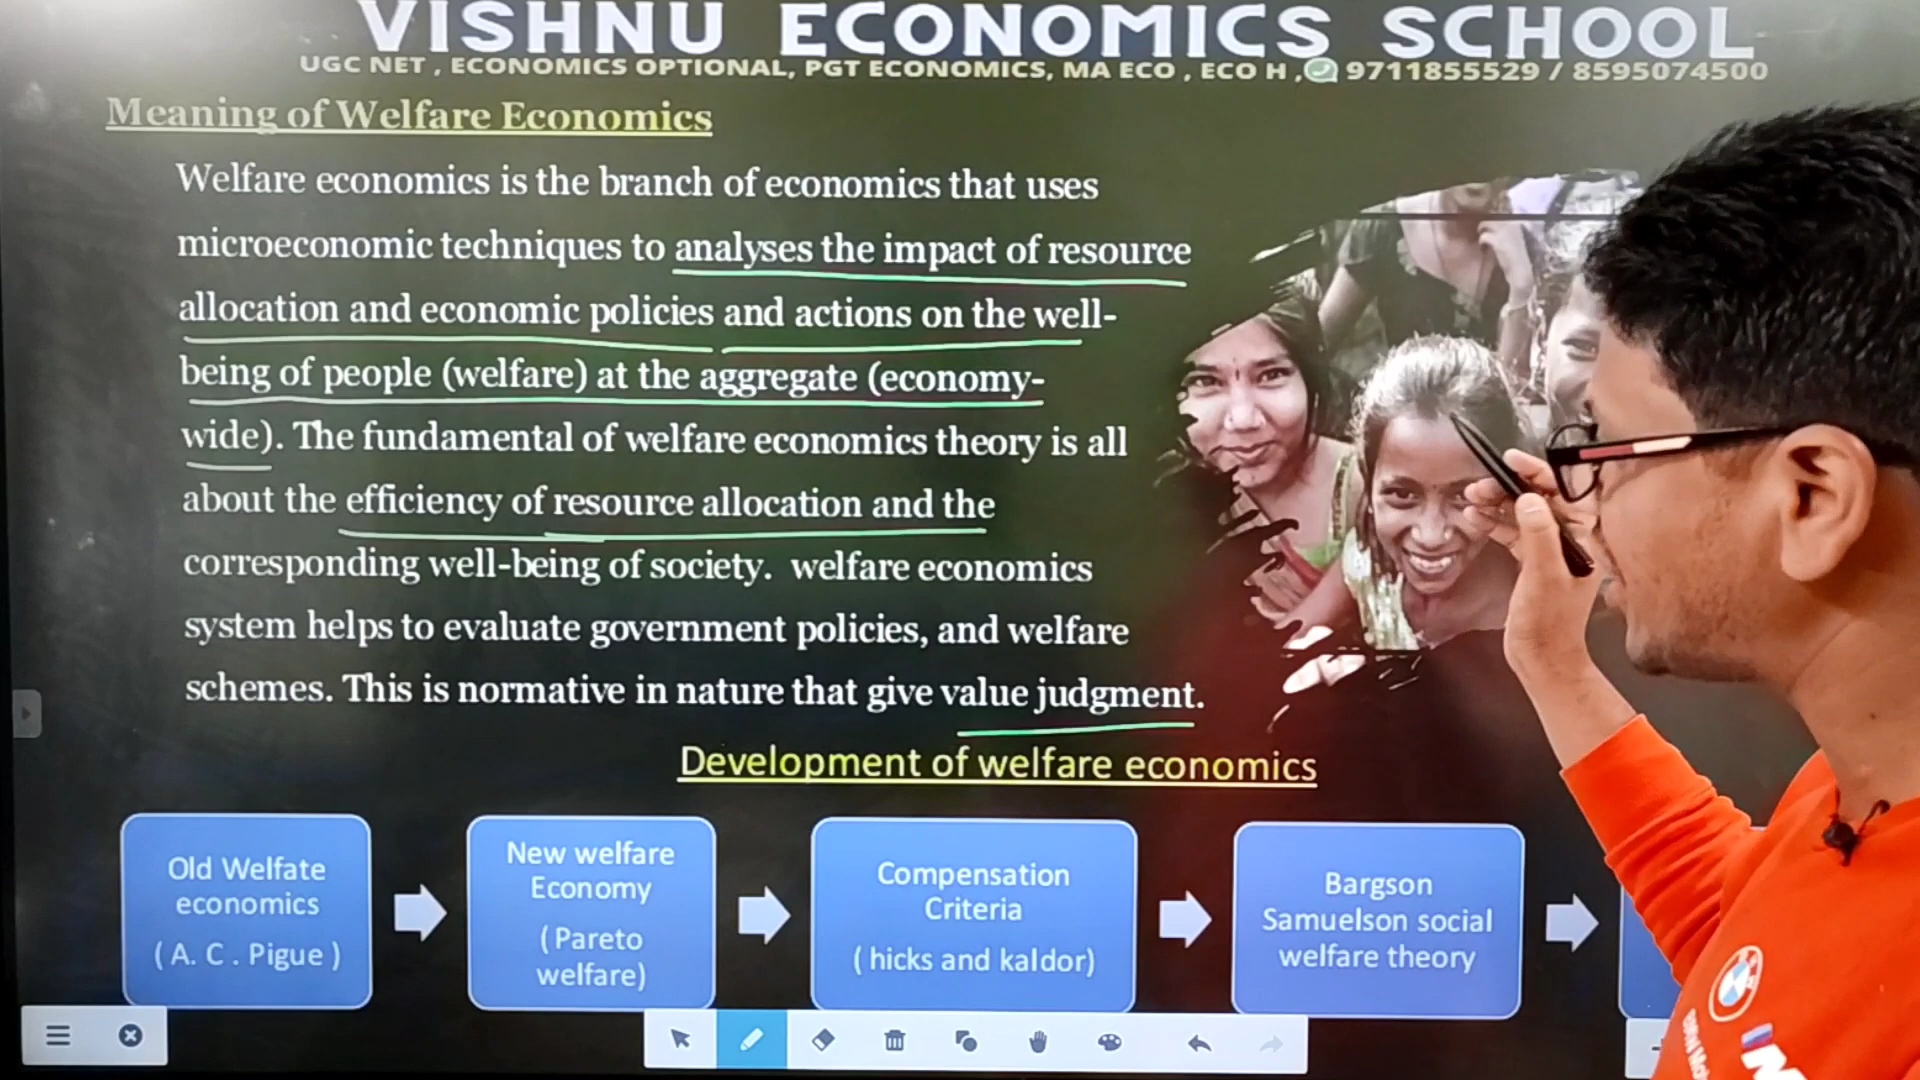 VISHNU ECONOMICS SCHOOL
UGC NET , ECONOMICS OPTIONAL, PGT ECONOMICS, MA ECO , ECO H , 9711855529 / 8595074500
Meaning of Welfare Economics
Welfare economics is the branch of economics that uses
microeconomic techniques to analyses the impact of resource
allocation and economic policies and actions on the well-
being of people (welfare) at the aggregate (economy-
wide). The fundamental of welfare economics theory is all
about the efficiency of resource allocation and the
corresponding well-being of society. welfare economics
system helps to evaluate government policies, and welfare
schemes. This is normative in nature that give value judgment.
Development of welfare economics
Old Welfate
economics
( A. C . Pigue )
New welfare
Economy
(Pareto
welfare)
Compensation
Criteria
( hicks and kaldor)
Bargson
Samuelson social
welfare theory